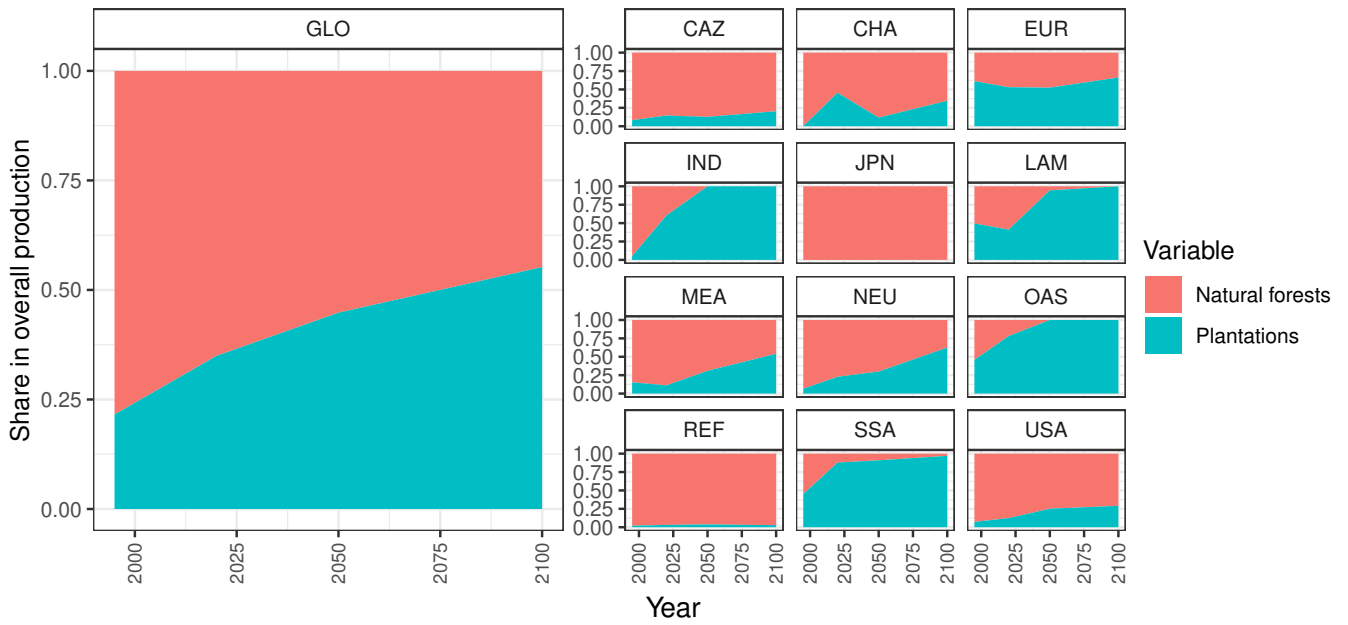 GLO
CAZ
CHA
EUR
1.00
0.75
0.50
0.25
0.00
1.00
0.75
0.50
0.25
0.00
IND
JPN
LAM
1.00
0.75
0.50
0.25
0.00
MEA
NEU
OAS
1.00
0.75
0.50
0.25
0.00
REF
SSA
USA
1.00
0.75
0.50
0.25
0.00
2000
2025
2050
2075
2100
2000
2025
2050
2075
2100
2000
2025
2050
2075
2100
2000
2025
2050
2075
2100
Share in overall production
Year
Variable
Natural forests
Plantations